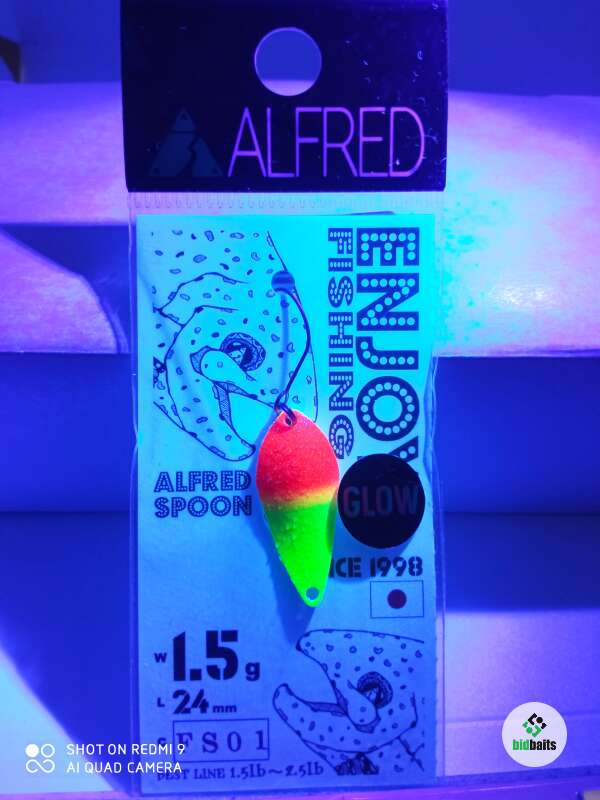 ALFRED
ENJOY
FISHING
ALFRED
SPOON
GLOW
1998
W 1.5g
L 24mm
FS01
BEST LINE 1.5lb~2.5lb
SHOT ON REDMI 9
AI QUAD CAMERA
bidbaits